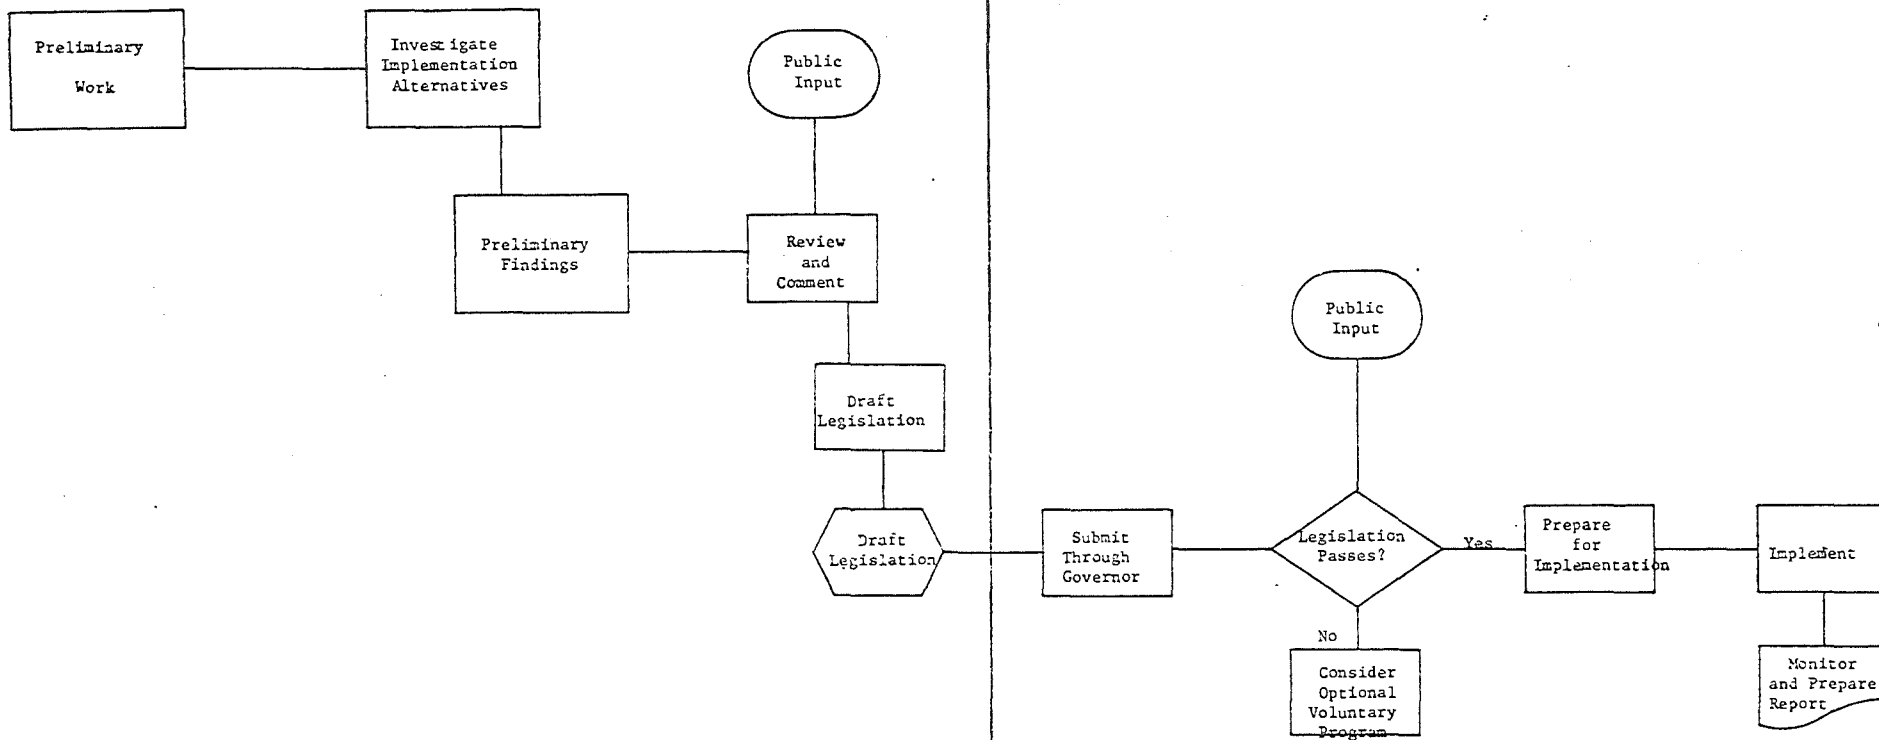 Preliminary
Work
Investigate
Implementation
Alternatives
Public
Input
Preliminary
Findings
Review
and
Comment
Draft
Legislation
Draft
Legislation
Submit
Through
Governor
Public
Input
Legislation
Passes?
Yes
No
Consider
Optional
Voluntary
Program
Prepare
for
Implementation
Implement
Monitor
and Prepare
Report